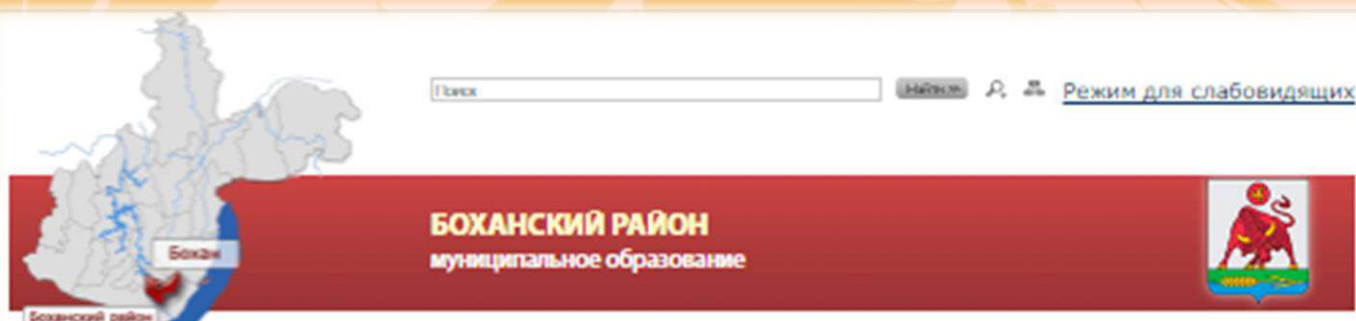 Поиск
Найти
Режим для слабовидящих
БОХАНСКИЙ РАЙОН
муниципальное образование
Бохан
Боханский район